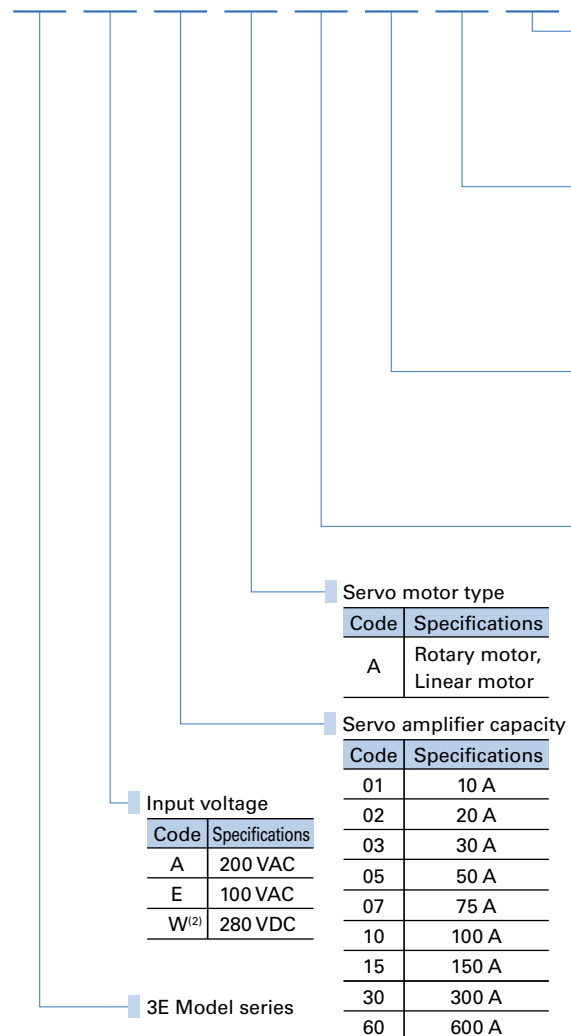 Servo motor type
Code Specifications
A Rotary motor,
Linear motor
Servo amplifier capacity
Code Specifications
01 10 A
02 20 A
03 30 A
05 50 A
07 75 A
10 100 A
15 150 A
30 300 A
60 600 A
Input voltage
Code Specifications
A 200 VAC
E 100 VAC
W(2) 280 VDC
3E Model series